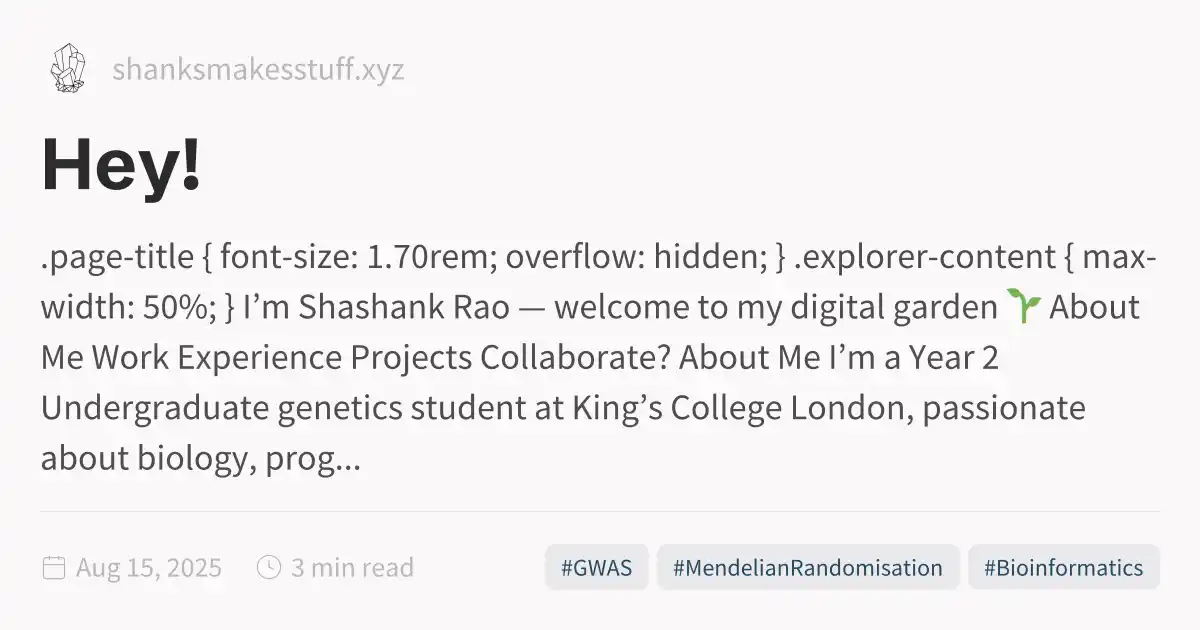 shanksmakesstuff.xyz
Hey!
.page-title { font-size: 1.70rem; overflow: hidden; } .explorer-content { max-
width: 50%; } I’m Shashank Rao — welcome to my digital garden 🌱 About
Me Work Experience Projects Collaborate? About Me I’m a Year 2
Undergraduate genetics student at King’s College London, passionate
about biology, prog...
Aug 15, 2025 3 min read #GWAS #MendelianRandomisation #Bioinformatics